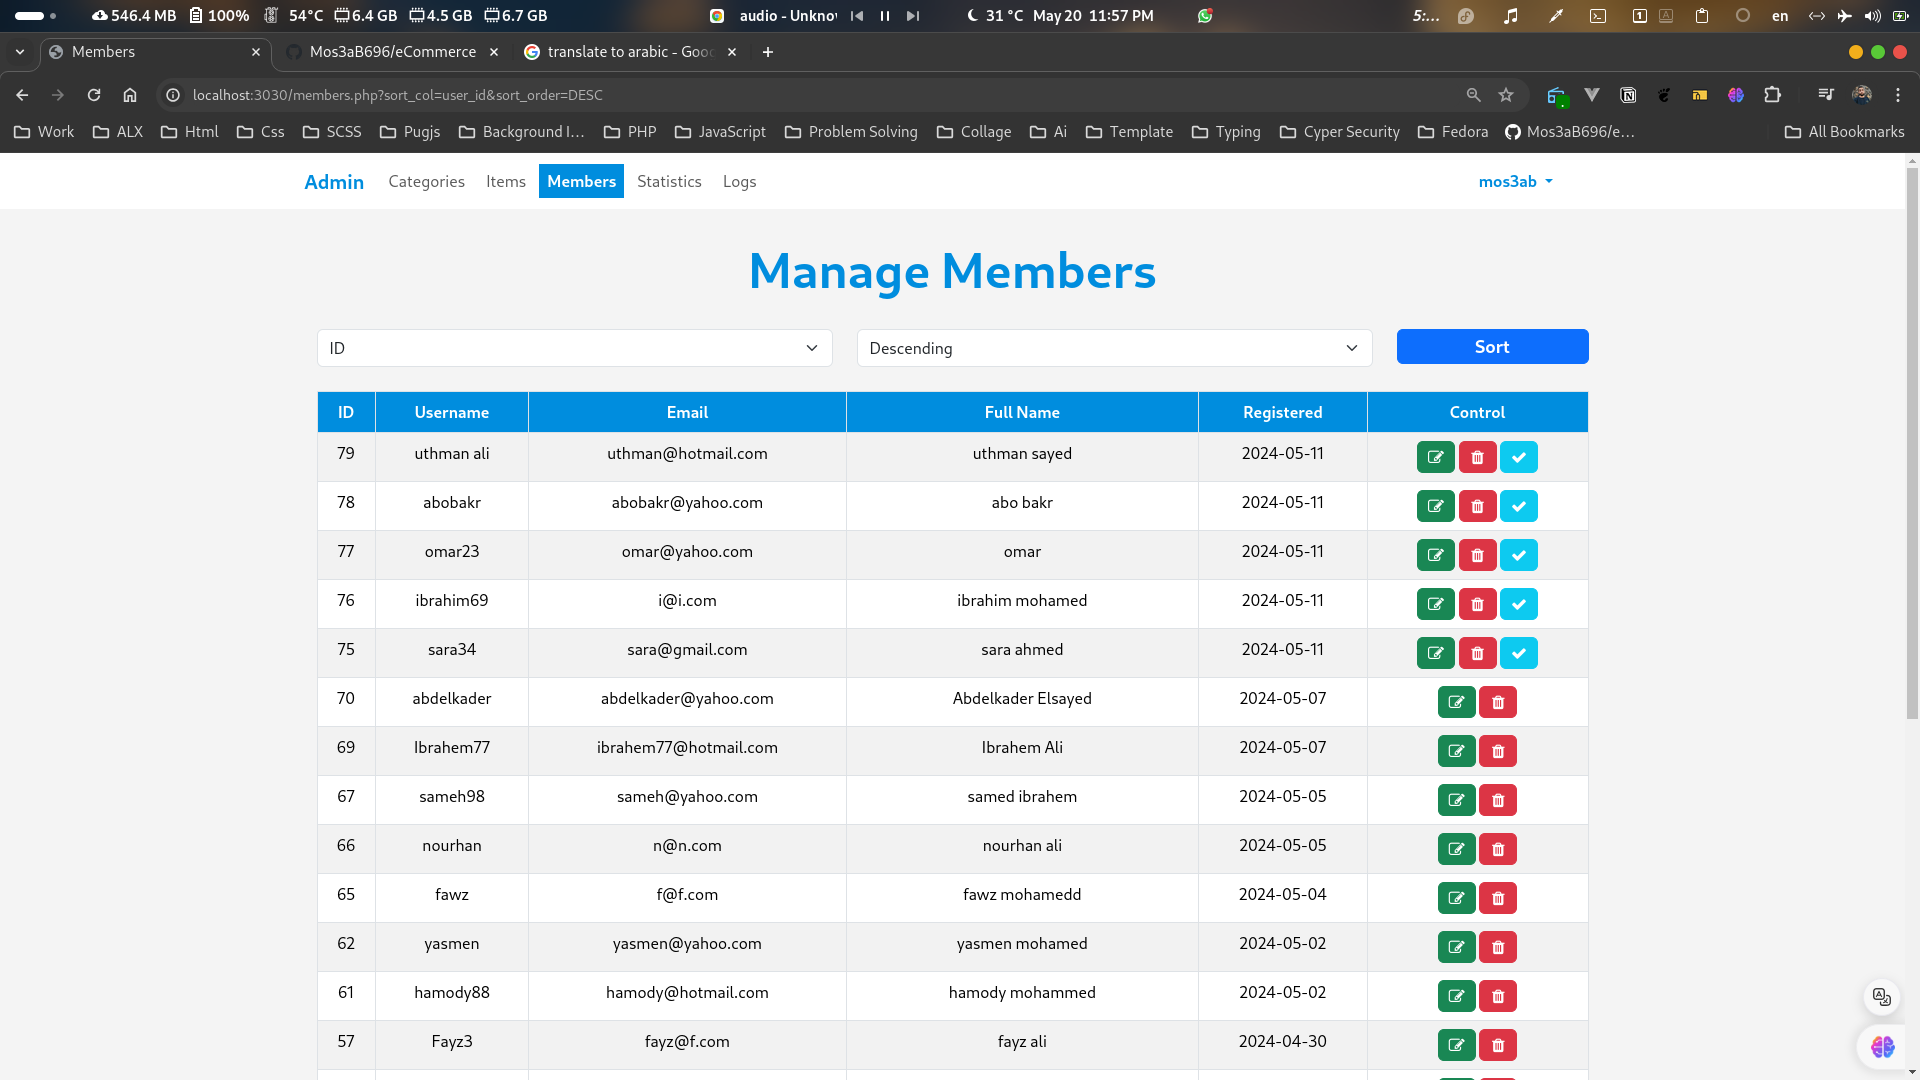 546.4 MB 100% 54°C 6.4 GB 4.5 GB 6.7 GB audio - Unkno 31 °C May 20 11:57 PM 5:... 1 A en
Members Mos3aB696/eCommerce translate to arabic - Goo
localhost:3030/members.php?sort_col=user_id&sort_order=DESC
Work ALX Html Css SCSS Pugjs Background I... PHP JavaScript Problem Solving Collage Ai Template Typing Cyper Security Fedora Mos3aB696/e... All Bookmarks
Admin Categories Items Members Statistics Logs mos3ab
Manage Members
ID Descending Sort
ID Username Email Full Name Registered Control
79 uthman ali uthman@hotmail.com uthman sayed 2024-05-11
78 abobakr abobakr@yahoo.com abo bakr 2024-05-11
77 omar23 omar@yahoo.com omar 2024-05-11
76 ibrahim69 i@i.com ibrahim mohamed 2024-05-11
75 sara34 sara@gmail.com sara ahmed 2024-05-11
70 abdelkader abdelkader@yahoo.com Abdelkader Elsayed 2024-05-07
69 Ibrahem77 ibrahem77@hotmail.com Ibrahem Ali 2024-05-07
67 sameh98 sameh@yahoo.com samed ibrahem 2024-05-05
66 nourhan n@n.com nourhan ali 2024-05-05
65 fawz f@f.com fawz mohamedd 2024-05-04
62 yasmen yasmen@yahoo.com yasmen mohamed 2024-05-02
61 hamody88 hamody@hotmail.com hamody mohammed 2024-05-02
57 Fayz3 fayz@f.com fayz ali 2024-04-30